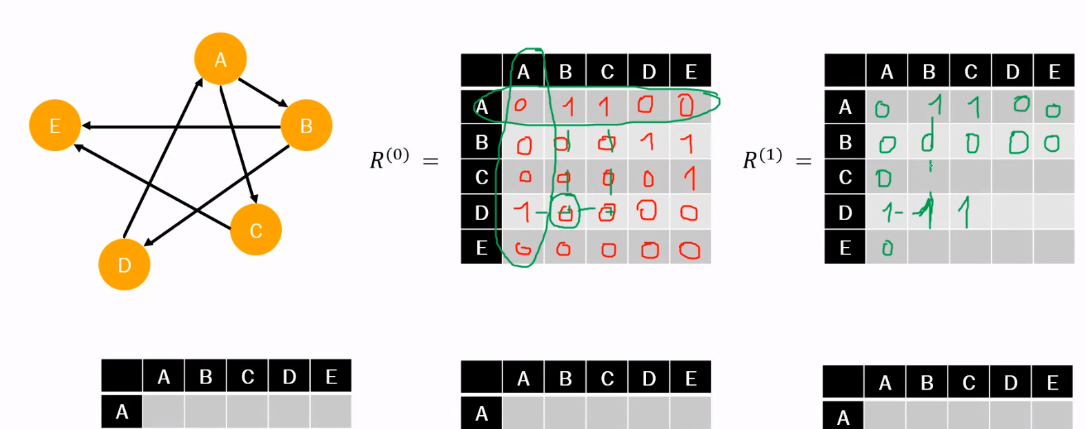 A
E
B
C
D
R(0) =
A B C D E
A 0 1 1 0 0
B 0 0 0 1 1
C 0 0 0 0 1
D 1 0 0 0 0
E 0 0 0 0 0
R(1) =
A B C D E
A 0 1 1 0 0
B 0 0 0 0 0
C 0
D 1 1 1
E 0
A B C D E
A
A B C D E
A
A B C D E
A